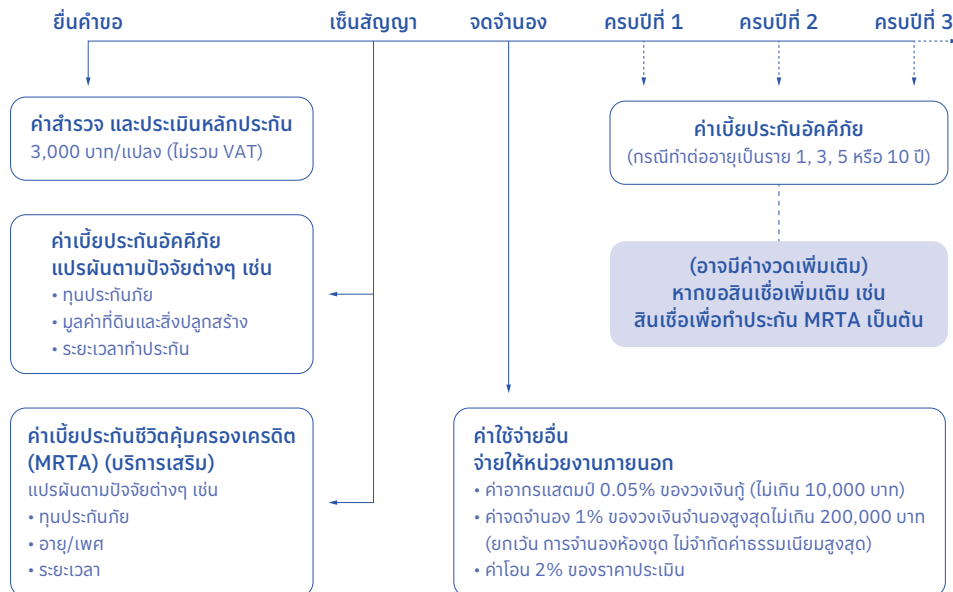 ยื่นคำขอ
เซ็นสัญญา
จดจำนอง
ครบปีที่ 1
ครบปีที่ 2
ครบปีที่ 3
ค่าสำรวจ และประเมินหลักประกัน
3,000 บาท/แปลง (ไม่รวม VAT)
ค่าเบี้ยประกันอัคคีภัย
แปรผันตามปัจจัยต่างๆ เช่น
• ทุนประกันภัย
• มูลค่าที่ดินและสิ่งปลูกสร้าง
• ระยะเวลาทำประกัน
ค่าเบี้ยประกันชีวิตคุ้มครองเครดิต
(MRTA) (บริการเสริม)
แปรผันตามปัจจัยต่างๆ เช่น
• ทุนประกันภัย
• อายุ/เพศ
• ระยะเวลา
ค่าเบี้ยประกันอัคคีภัย
(กรณีทำต่ออายุเป็นราย 1, 3, 5 หรือ 10 ปี)
(อาจมีค่างวดเพิ่มเติม)
หากขอสินเชื่อเพิ่มเติม เช่น
สินเชื่อเพื่อทำประกัน MRTA เป็นต้น
ค่าใช้จ่ายอื่น
จ่ายให้หน่วยงานภายนอก
• ค่าอากรแสตมป์ 0.05% ของวงเงินกู้ (ไม่เกิน 10,000 บาท)
• ค่าจดจำนอง 1% ของวงเงินจำนองสูงสุดไม่เกิน 200,000 บาท
(ยกเว้น การจำนองห้องชุด ไม่จำกัดค่าธรรมเนียมสูงสุด)
• ค่าโอน 2% ของราคาประเมิน